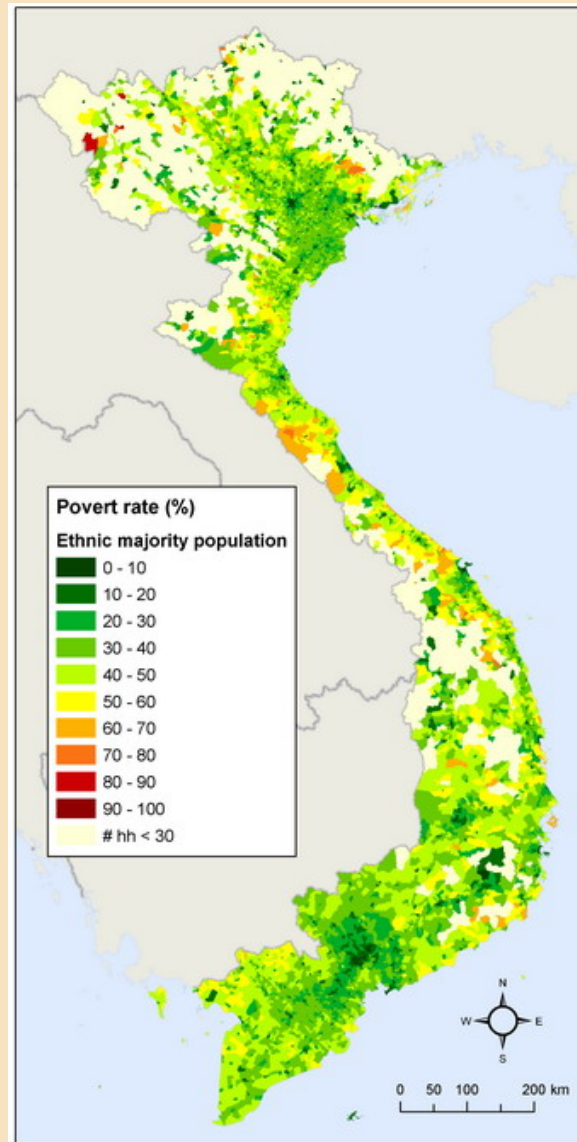 Povert rate (%)
Ethnic majority population
0 - 10
10 - 20
20 - 30
30 - 40
40 - 50
50 - 60
60 - 70
70 - 80
80 - 90
90 - 100
# hh < 30
N
W E
S
0 50 100 200 km